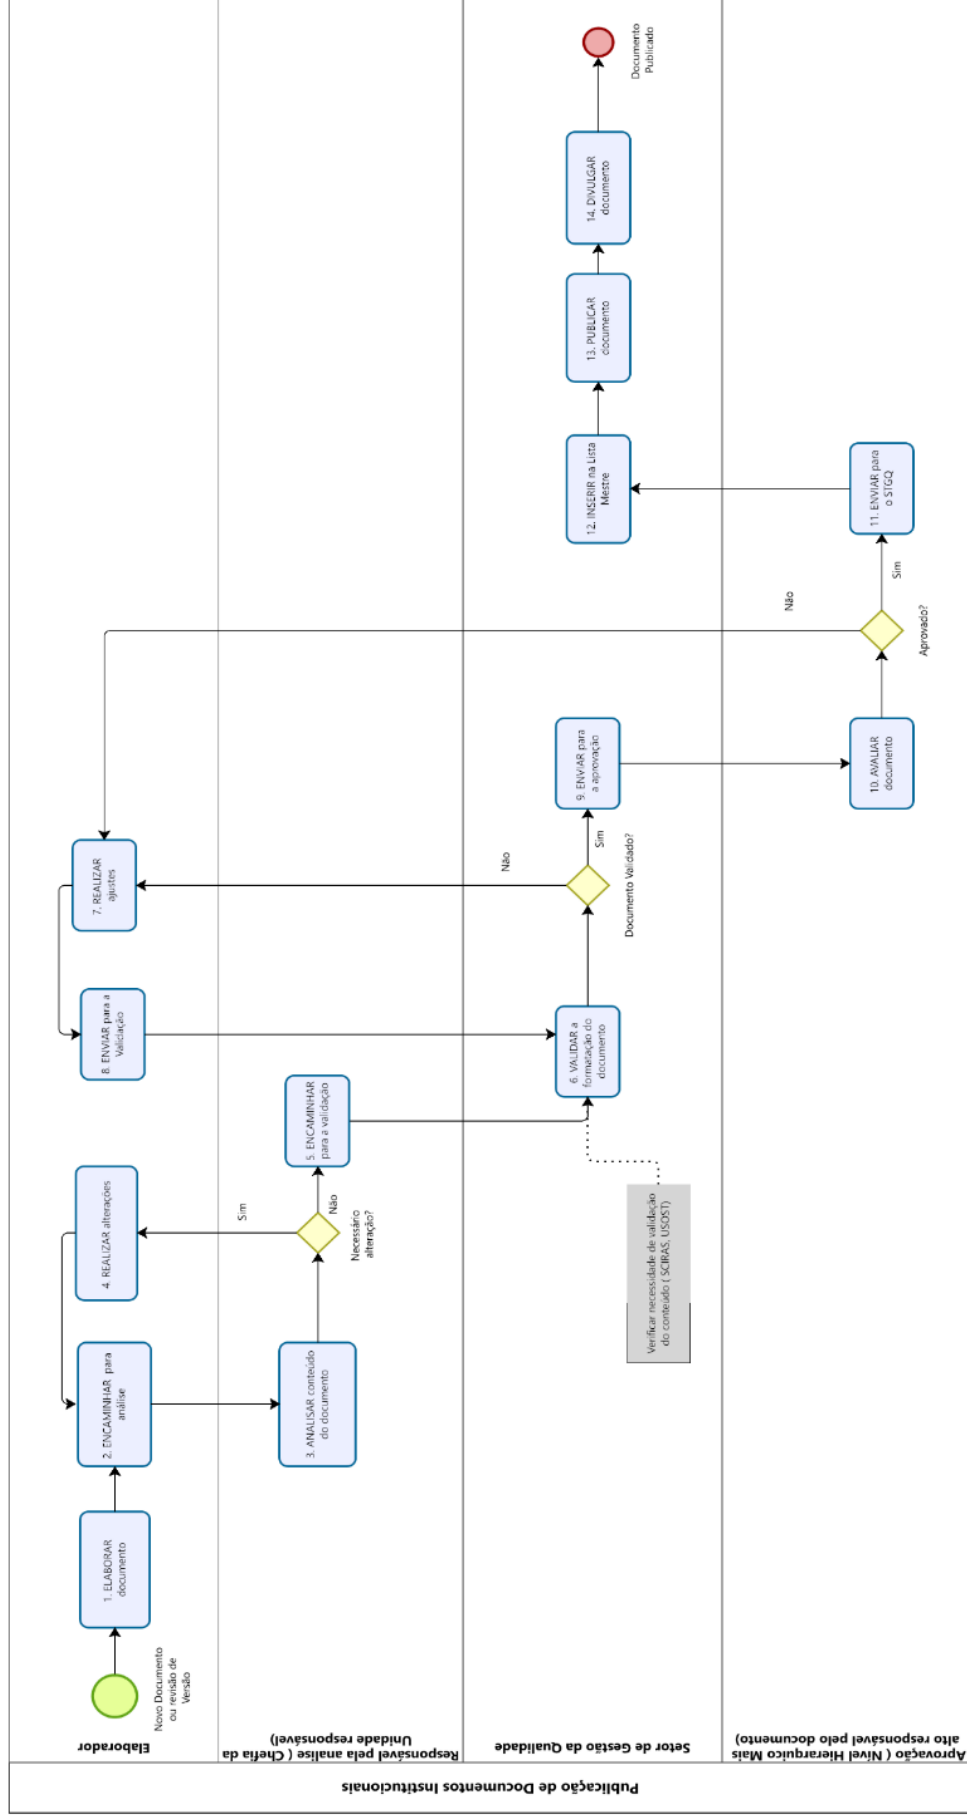 Publicação de Documentos Institucionais
Elaborador
Novo Documento
ou revisão de
Versão
1. ELABORAR
documento
2. ENCAMINHAR para
análise
4. REALIZAR alterações
8. ENVIAR para a
Validação
7. REALIZAR
ajustes
Responsável pela analise ( Chefia da
Unidade responsável)
3. ANALISAR conteúdo
do documento
Necessário
alteração?
Sim
Não
5. ENCAMINHAR
para a validação
Setor de Gestão da Qualidade
Verificar necessidade de validação
do conteúdo ( SCIRAS, USOST)
6. VALIDAR a
formatação do
documento
Documento Validado?
Não
Sim
9. ENVIAR para
a aprovação
12. INSERIR na Lista
Mestre
13. PUBLICAR
documento
14. DIVULGAR
documento
Documento
Publicado
Aprovação ( Nível Hierarquico Mais
alto responsável pelo documento)
10. AVALIAR
documento
Aprovado?
Não
Sim
11. ENVIAR para
o STGQ